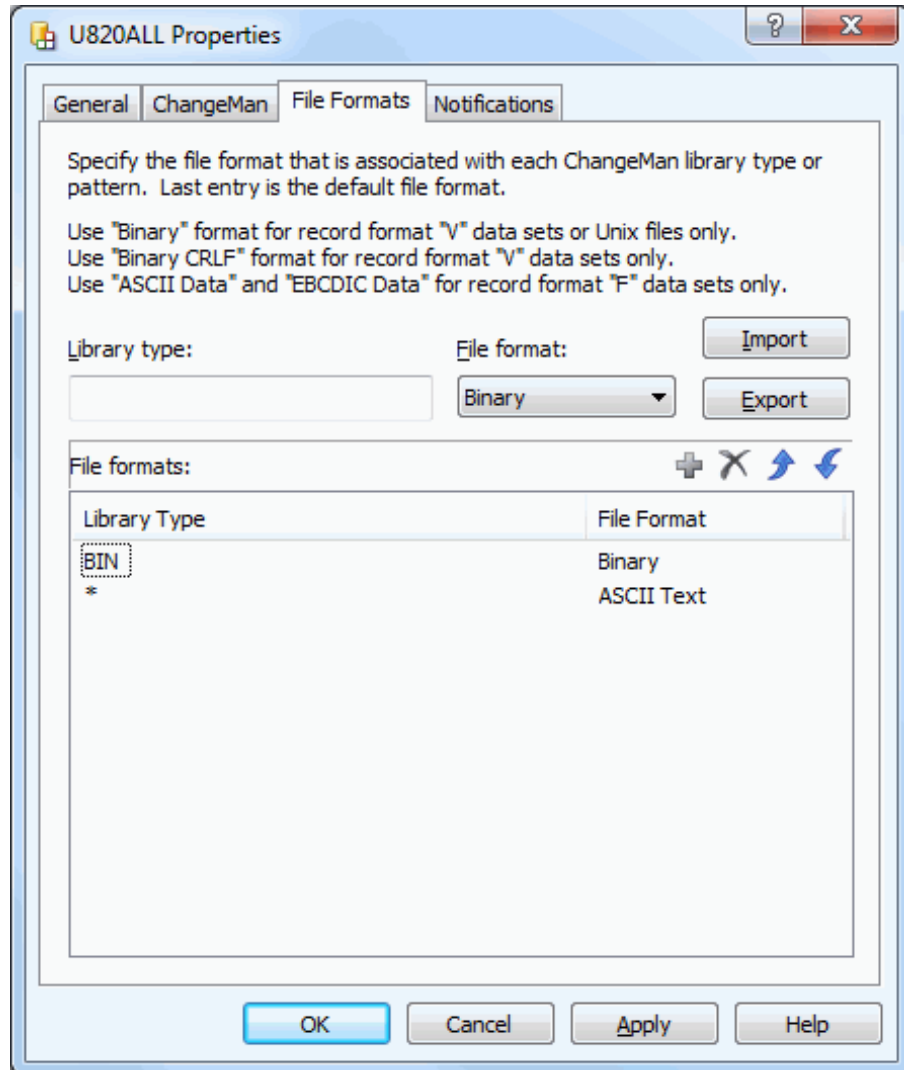 U820ALL Properties
?
X
General ChangeMan File Formats Notifications
Specify the file format that is associated with each ChangeMan library type or
pattern. Last entry is the default file format.
Use "Binary" format for record format "V" data sets or Unix files only.
Use "Binary CRLF" format for record format "V" data sets only.
Use "ASCII Data" and "EBCDIC Data" for record format "F" data sets only.
Library type: File format: Import
Binary Export
File formats:
Library Type File Format
BIN Binary
* ASCII Text
OK Cancel Apply Help